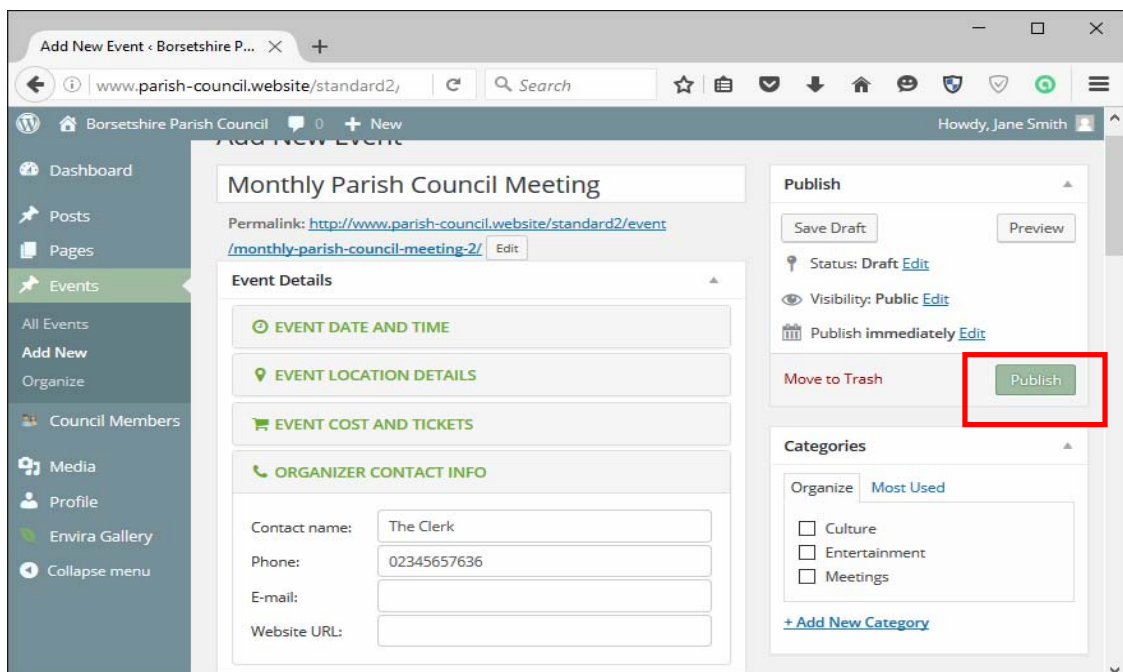 Add New Event ‹ Borsetshire P...
www.parish-council.website/standard2/
Search
Borsetshire Parish Council 0 + New
Howdy, Jane Smith
Add New Event
Dashboard
Posts
Pages
Events
All Events
Add New
Organize
Council Members
Media
Profile
Envira Gallery
Collapse menu
Monthly Parish Council Meeting
Permalink: http://www.parish-council.website/standard2/event
/monthly-parish-council-meeting-2/ Edit
Event Details
EVENT DATE AND TIME
EVENT LOCATION DETAILS
EVENT COST AND TICKETS
ORGANIZER CONTACT INFO
Contact name: The Clerk
Phone: 02345657636
E-mail:
Website URL:
Publish
Save Draft Preview
Status: Draft Edit
Visibility: Public Edit
Publish immediately Edit
Move to Trash Publish
Categories
Organize Most Used
Culture
Entertainment
Meetings
+ Add New Category